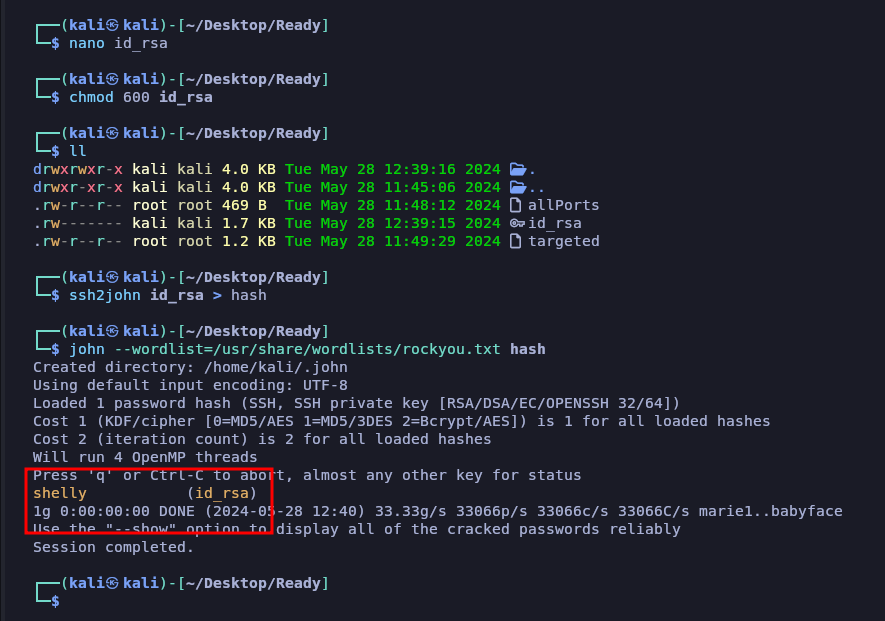 ┌──(kali㉿kali)-[~/Desktop/Ready]
└─$ nano id_rsa
┌──(kali㉿kali)-[~/Desktop/Ready]
└─$ chmod 600 id_rsa
┌──(kali㉿kali)-[~/Desktop/Ready]
└─$ ll
drwxrwxr-x kali kali 4.0 KB Tue May 28 12:39:16 2024 .
drwxr-xr-x kali kali 4.0 KB Tue May 28 11:45:06 2024 ..
.rw-r--r-- root root 469 B Tue May 28 11:48:12 2024 allPorts
.rw------- kali kali 1.7 KB Tue May 28 12:39:15 2024 id_rsa
.rw-r--r-- root root 1.2 KB Tue May 28 11:49:29 2024 targeted
┌──(kali㉿kali)-[~/Desktop/Ready]
└─$ ssh2john id_rsa > hash
┌──(kali㉿kali)-[~/Desktop/Ready]
└─$ john --wordlist=/usr/share/wordlists/rockyou.txt hash
Created directory: /home/kali/.john
Using default input encoding: UTF-8
Loaded 1 password hash (SSH, SSH private key [RSA/DSA/EC/OPENSSH 32/64])
Cost 1 (KDF/cipher [0=MD5/AES 1=MD5/3DES 2=Bcrypt/AES]) is 1 for all loaded hashes
Cost 2 (iteration count) is 2 for all loaded hashes
Will run 4 OpenMP threads
Press 'q' or Ctrl-C to abort, almost any other key for status
shelly (id_rsa)
1g 0:00:00:00 DONE (2024-05-28 12:40) 33.33g/s 33066p/s 33066c/s 33066C/s marie1..babyface
Use the "--show" option to display all of the cracked passwords reliably
Session completed.
┌──(kali㉿kali)-[~/Desktop/Ready]
└─$